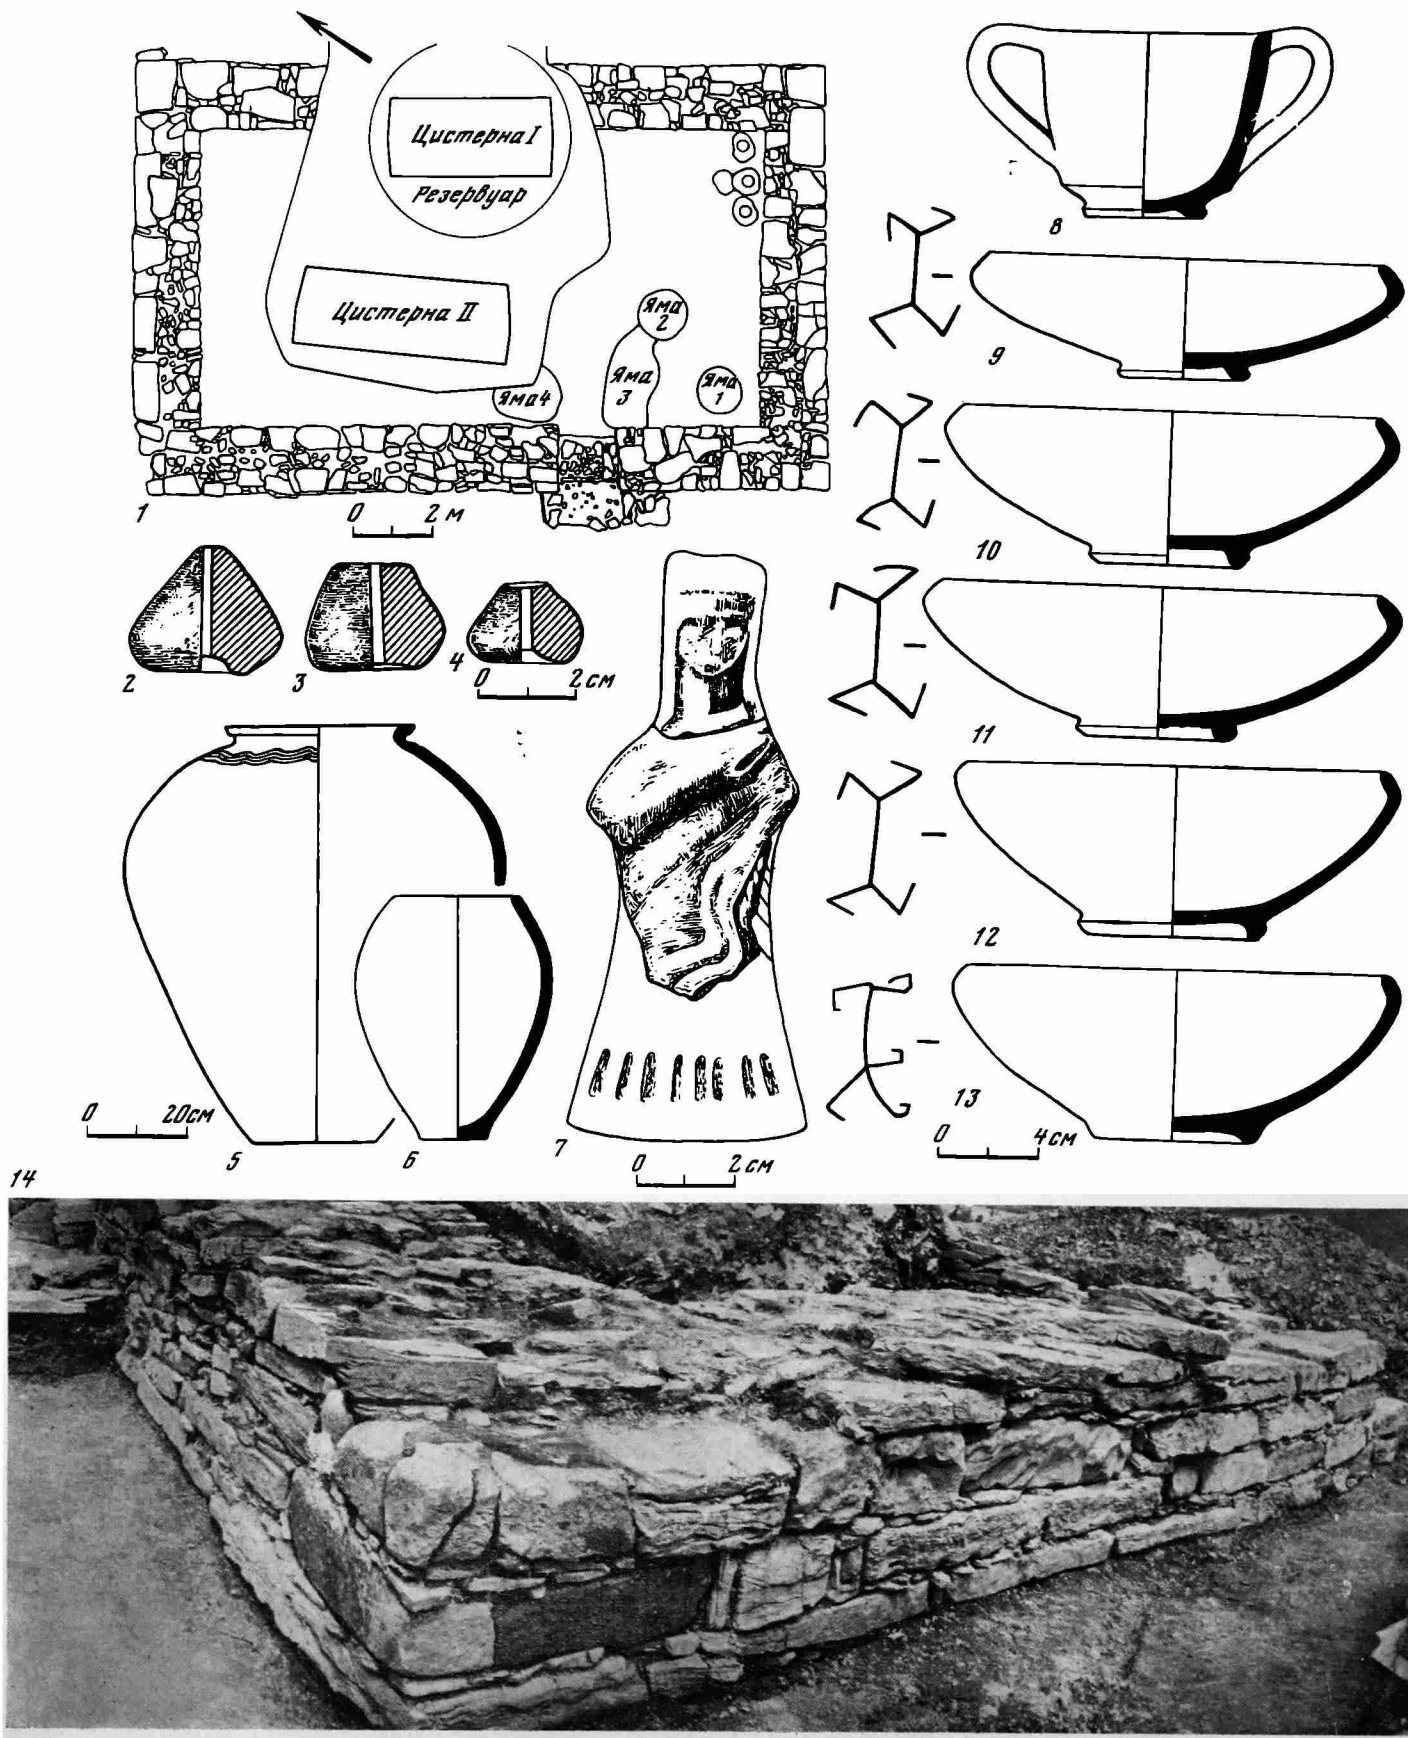 Цистерна I
Резервуар
Цистерна II
Яма 2
Яма 3
Яма 1
Яма 4
1
0 2 м
2
3
4
0 2 см
5
0 20 см
6
7
0 2 см
8
9
10
11
12
13
0 4 см
14